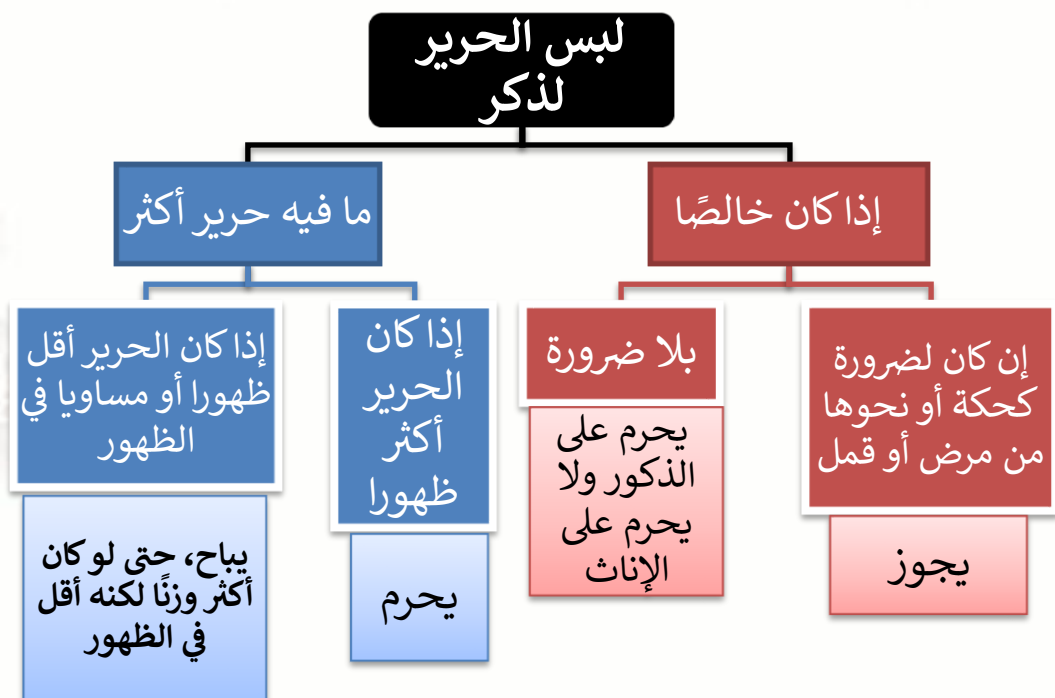 لبس الحرير
لذكر
إذا كان خالصًا
إن كان لضرورة
كحكة أو نحوها
من مرض أو قمل
يجوز
بلا ضرورة
يحرم على
الذكور ولا
يحرم على
الإناث
ما فيه حرير أكثر
إذا كان
الحرير
أكثر
ظهورا
يحرم
إذا كان الحرير أقل
ظهورا أو مساويا في
الظهور
يباح، حتى لو كان
أكثر وزنًا لكنه أقل
في الظهور